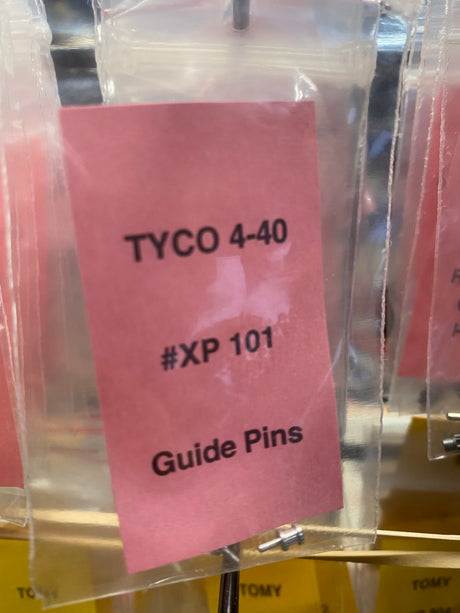 TYCO 4-40
#XP 101
Guide Pins
TOMY
TOMY